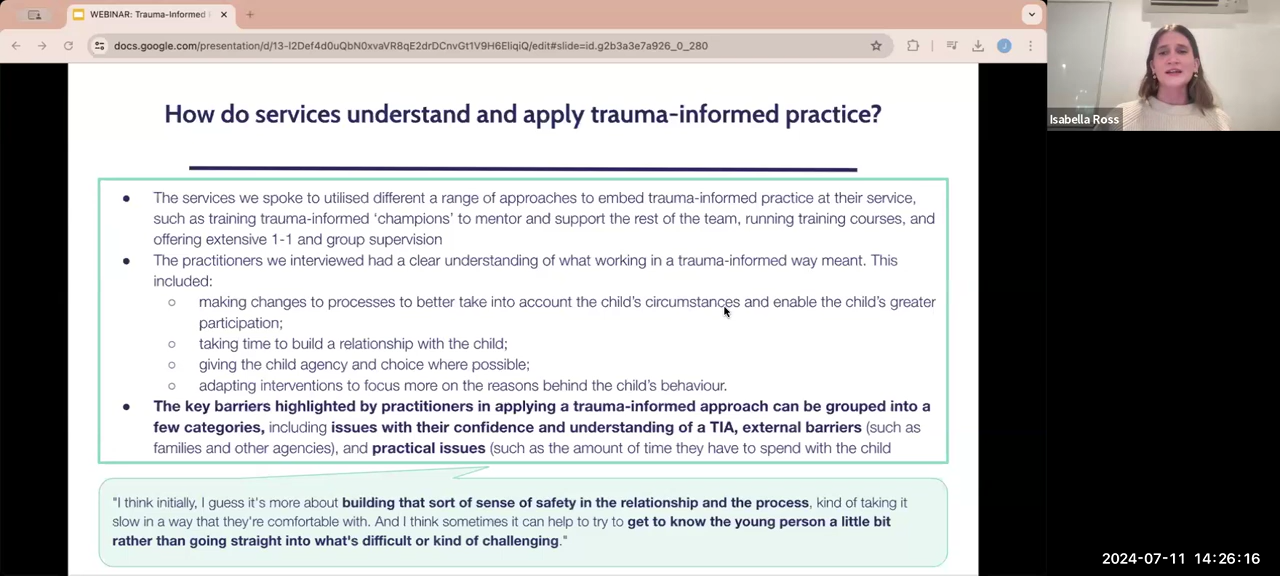 WEBINAR: Trauma-Informed
docs.google.com/presentation/d/13-I2Def4d0uQbN0xvaVR8qE2drDCnvGt1V9H6EIiqiQ/edit#slide=id.g2b3a3e7a926_0_280
J
How do services understand and apply trauma-informed practice?
Isabella Ross
● The services we spoke to utilised different a range of approaches to embed trauma-informed practice at their service,
such as training trauma-informed ‘champions’ to mentor and support the rest of the team, running training courses, and
offering extensive 1-1 and group supervision
● The practitioners we interviewed had a clear understanding of what working in a trauma-informed way meant. This
included:
○ making changes to processes to better take into account the child’s circumstances and enable the child’s greater
participation;
○ taking time to build a relationship with the child;
○ giving the child agency and choice where possible;
○ adapting interventions to focus more on the reasons behind the child’s behaviour.
● The key barriers highlighted by practitioners in applying a trauma-informed approach can be grouped into a
few categories, including issues with their confidence and understanding of a TIA, external barriers (such as
families and other agencies), and practical issues (such as the amount of time they have to spend with the child
"I think initially, I guess it's more about building that sort of sense of safety in the relationship and the process, kind of taking it
slow in a way that they're comfortable with. And I think sometimes it can help to try to get to know the young person a little bit
rather than going straight into what's difficult or kind of challenging."
2024-07-11 14:26:16